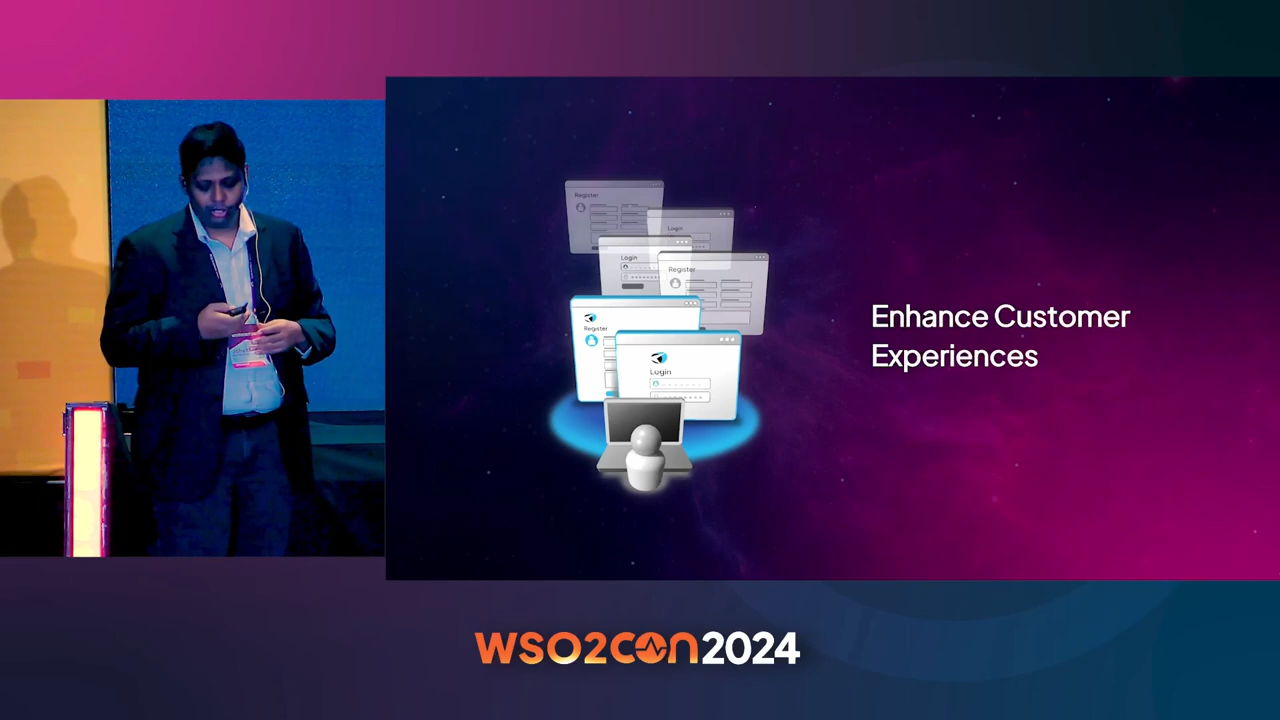 Register
Login
Login
Register
Register
Login
Enhance Customer
Experiences
WSO2CON2024